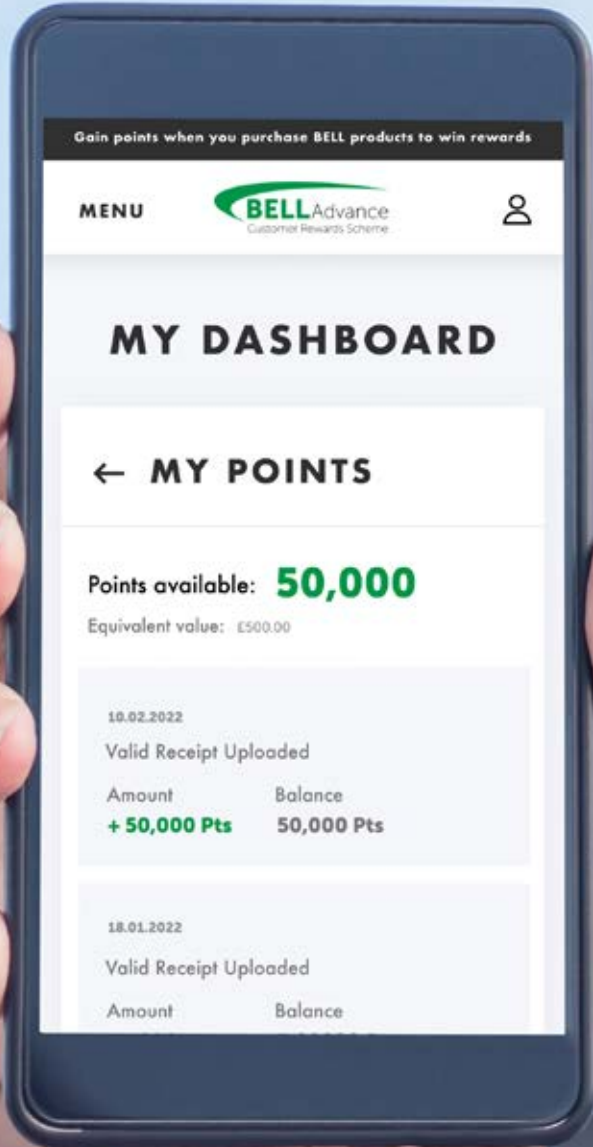 Gain points when you purchase BELL products to win rewards
MENU
BELLAdvance
Customer Rewards Scheme
MY DASHBOARD
← MY POINTS
Points available: 50,000
Equivalent value: £500.00
10.02.2022
Valid Receipt Uploaded
Amount Balance
+ 50,000 Pts 50,000 Pts
18.01.2022
Valid Receipt Uploaded
Amount Balance